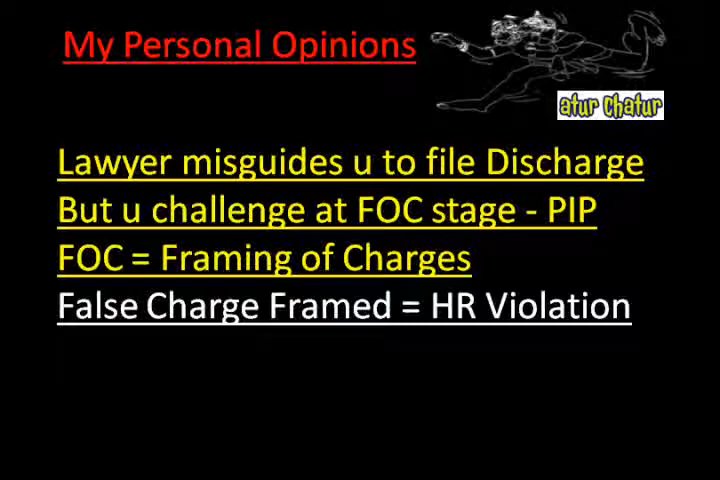 My Personal Opinions
atur chatur
Lawyer misguides u to file Discharge
But u challenge at FOC stage - PIP
FOC = Framing of Charges
False Charge Framed = HR Violation